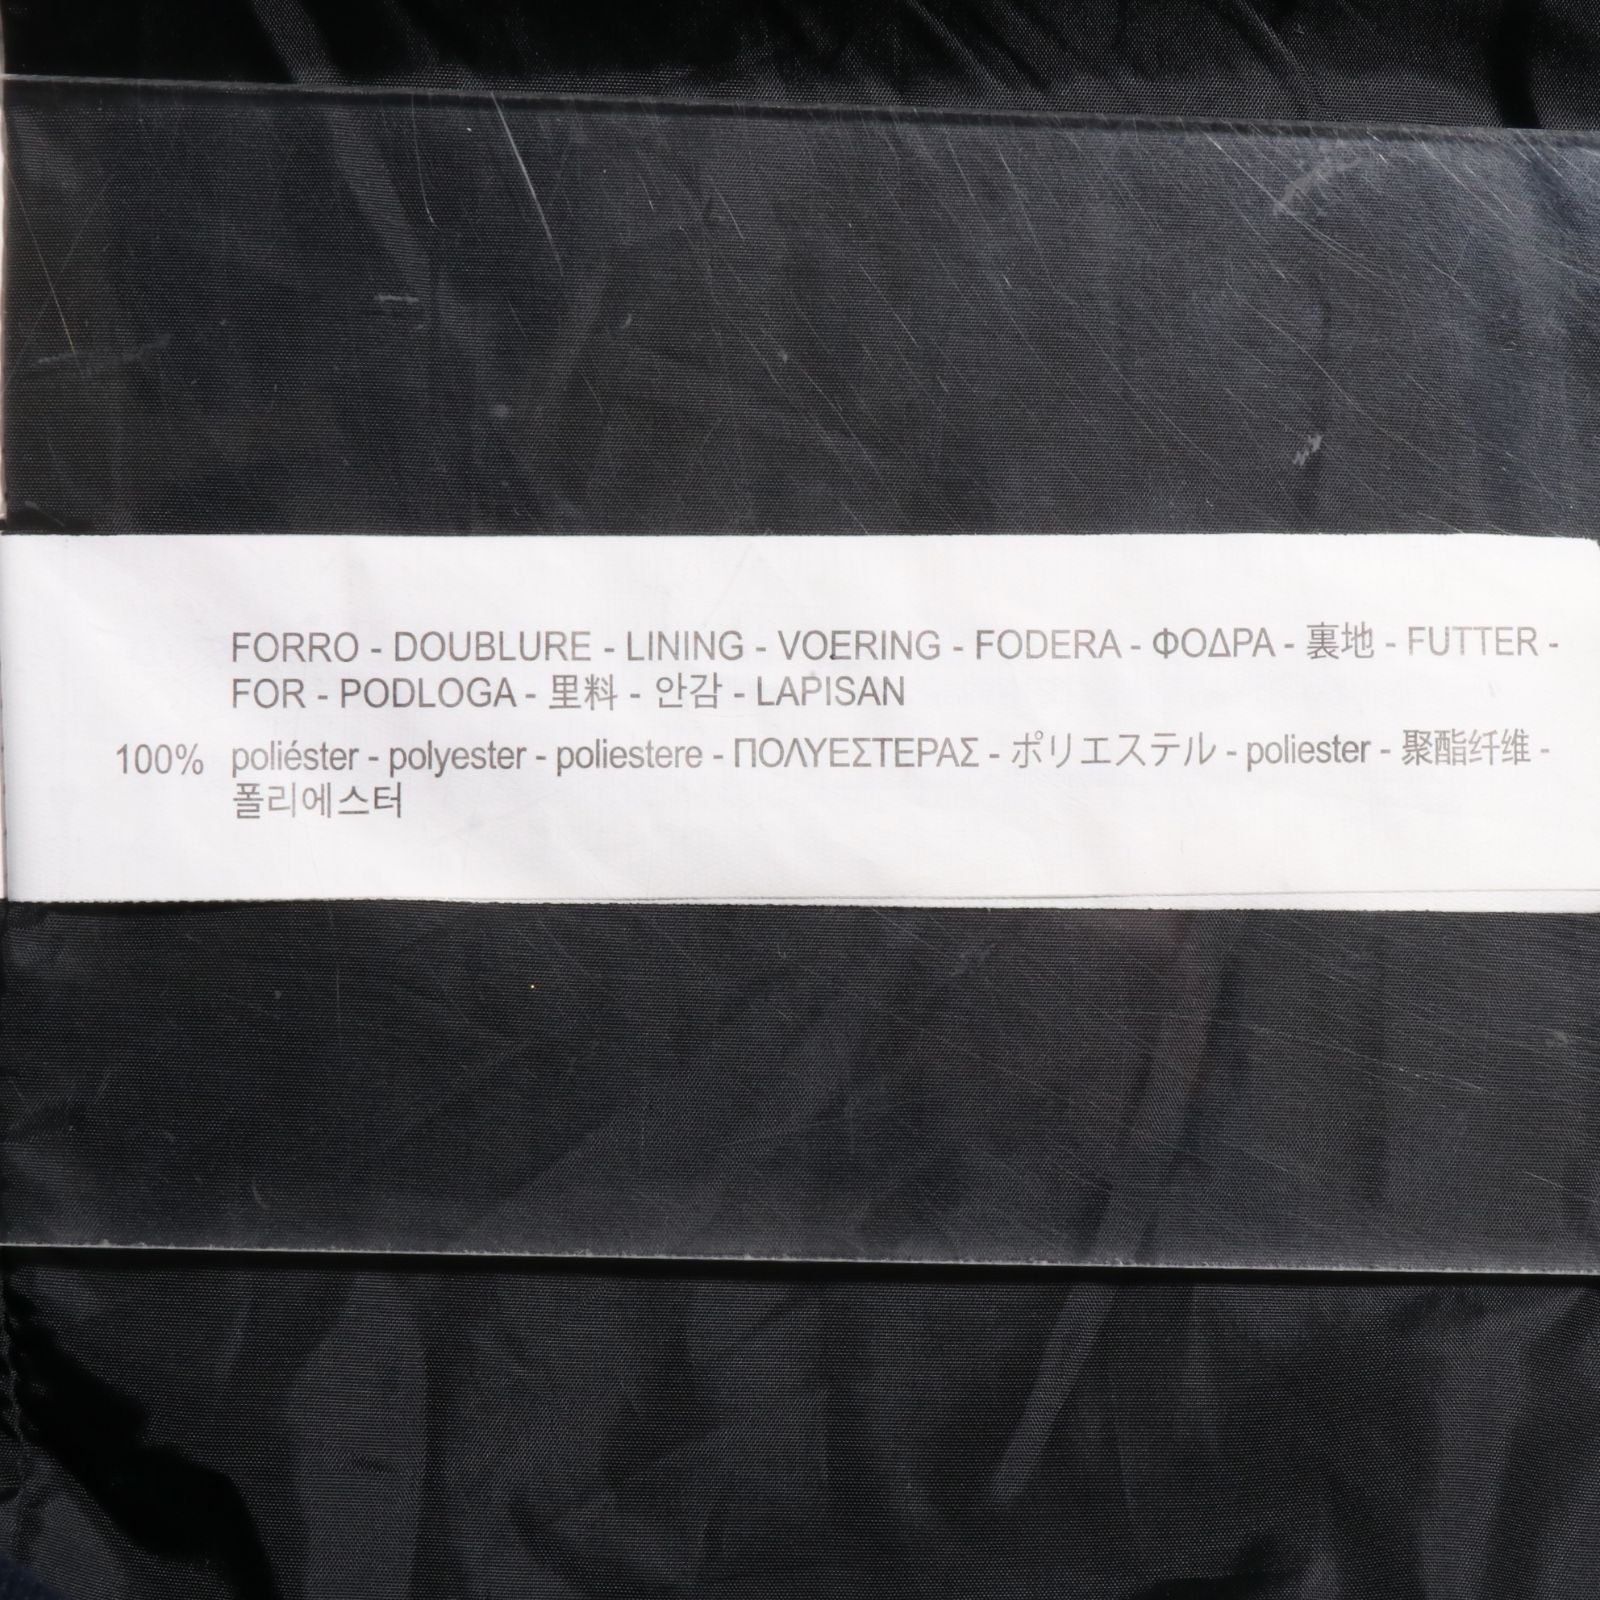 FORRO - DOUBLURE - LINING - VOERING - FODERA - ΦΟΔΡΑ - 裏地 - FUTTER -
FOR - PODLOGA - 里料 - 안감 - LAPISAN
100% poliéster - polyester - poliestere - ΠΟΛΥΕΣΤΕΡΑΣ - ポリエステル - poliester - 聚酯纤维 -
폴리에스터